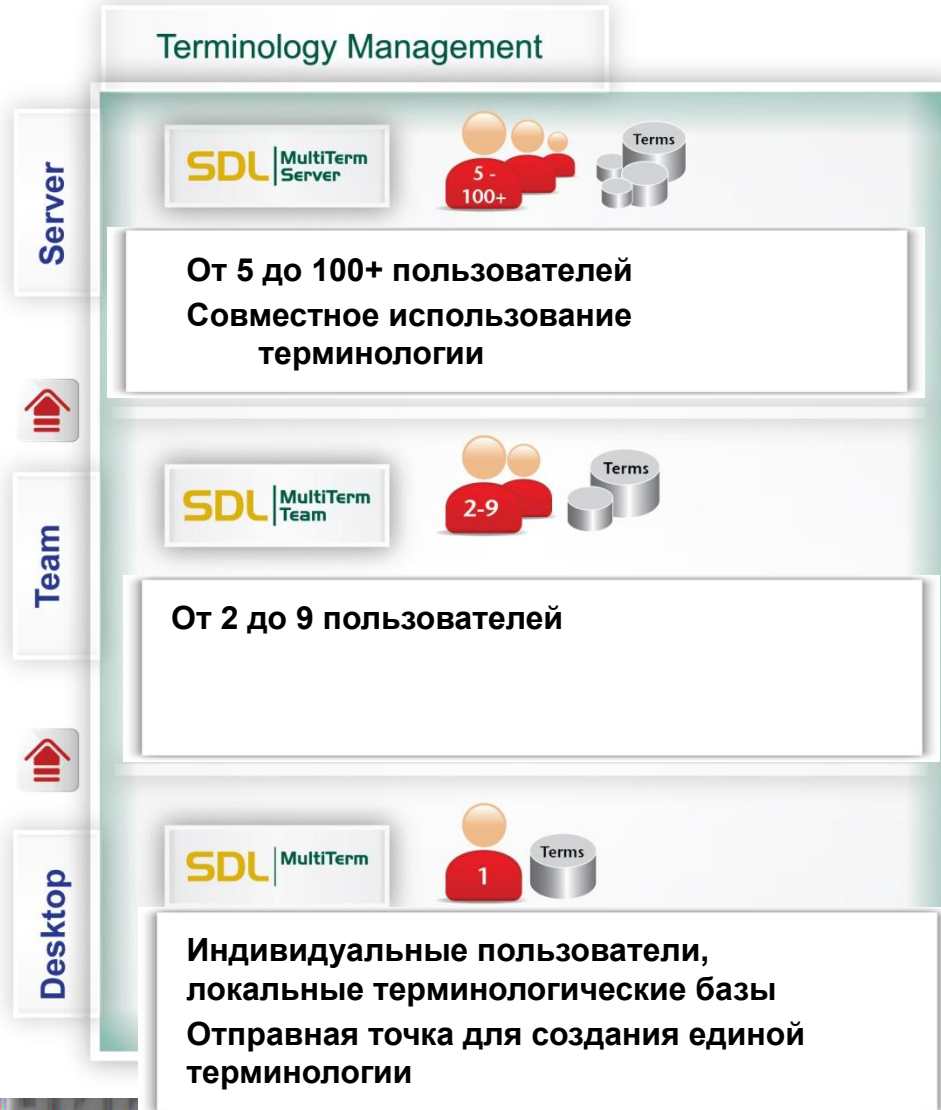 Terminology Management
Server
SDL MultiTerm
Server
5 -
100+
Terms
От 5 до 100+ пользователей
Совместное использование
терминологии
Team
SDL MultiTerm
Team
2-9
Terms
От 2 до 9 пользователей
Desktop
SDL MultiTerm
1
Terms
Индивидуальные пользователи,
локальные терминологические базы
Отправная точка для создания единой
терминологии